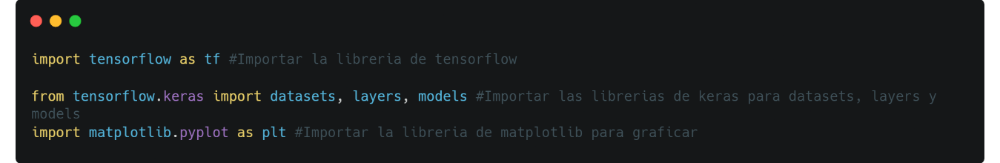 import tensorflow as tf #Importar la libreria de tensorflow
from tensorflow.keras import datasets, layers, models #Importar las librerias de keras para datasets, layers y
models
import matplotlib.pyplot as plt #Importar la libreria de matplotlib para graficar